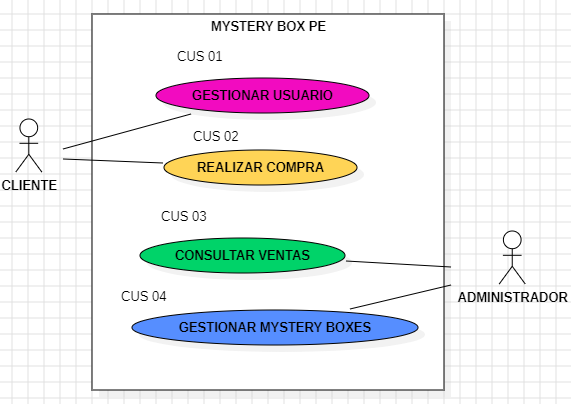 MYSTERY BOX PE
CUS 01
GESTIONAR USUARIO
CUS 02
REALIZAR COMPRA
CLIENTE
CUS 03
CONSULTAR VENTAS
ADMINISTRADOR
CUS 04
GESTIONAR MYSTERY BOXES